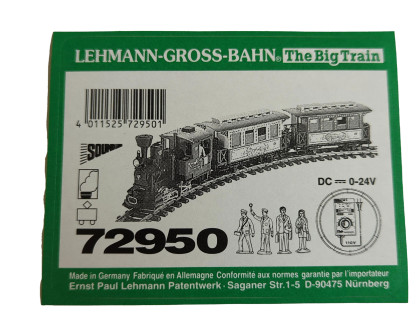 LEHMANN-GROSS-BAHN® The Big Train
4 011525 729501
SOUND
DC 0-24V
72950
110V
Made in Germany Fabriqué en Allemagne Conformité aux normes garantie par l'importateur
Ernst Paul Lehmann Patentwerk · Saganer Str.1-5 D-90475 Nürnberg